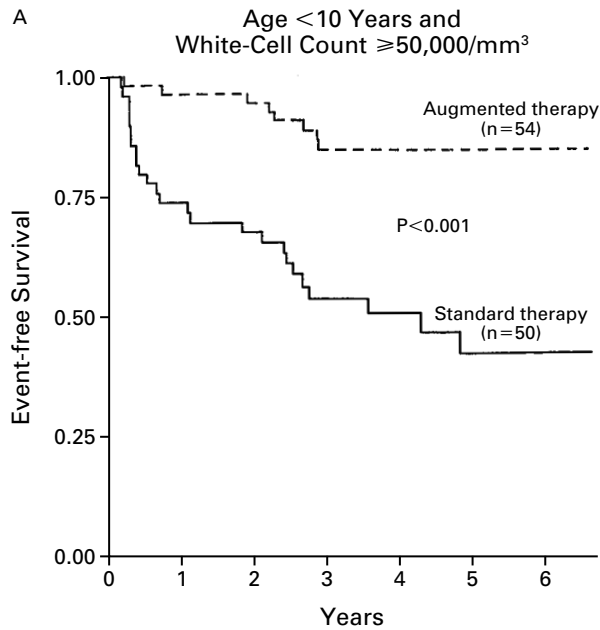 A
Age <10 Years and
White-Cell Count ⩾50,000/mm³
1.00
0.75
0.50
0.25
0.00
Event-free Survival
Augmented therapy
(n=54)
P<0.001
Standard therapy
(n=50)
0 1 2 3 4 5 6
Years